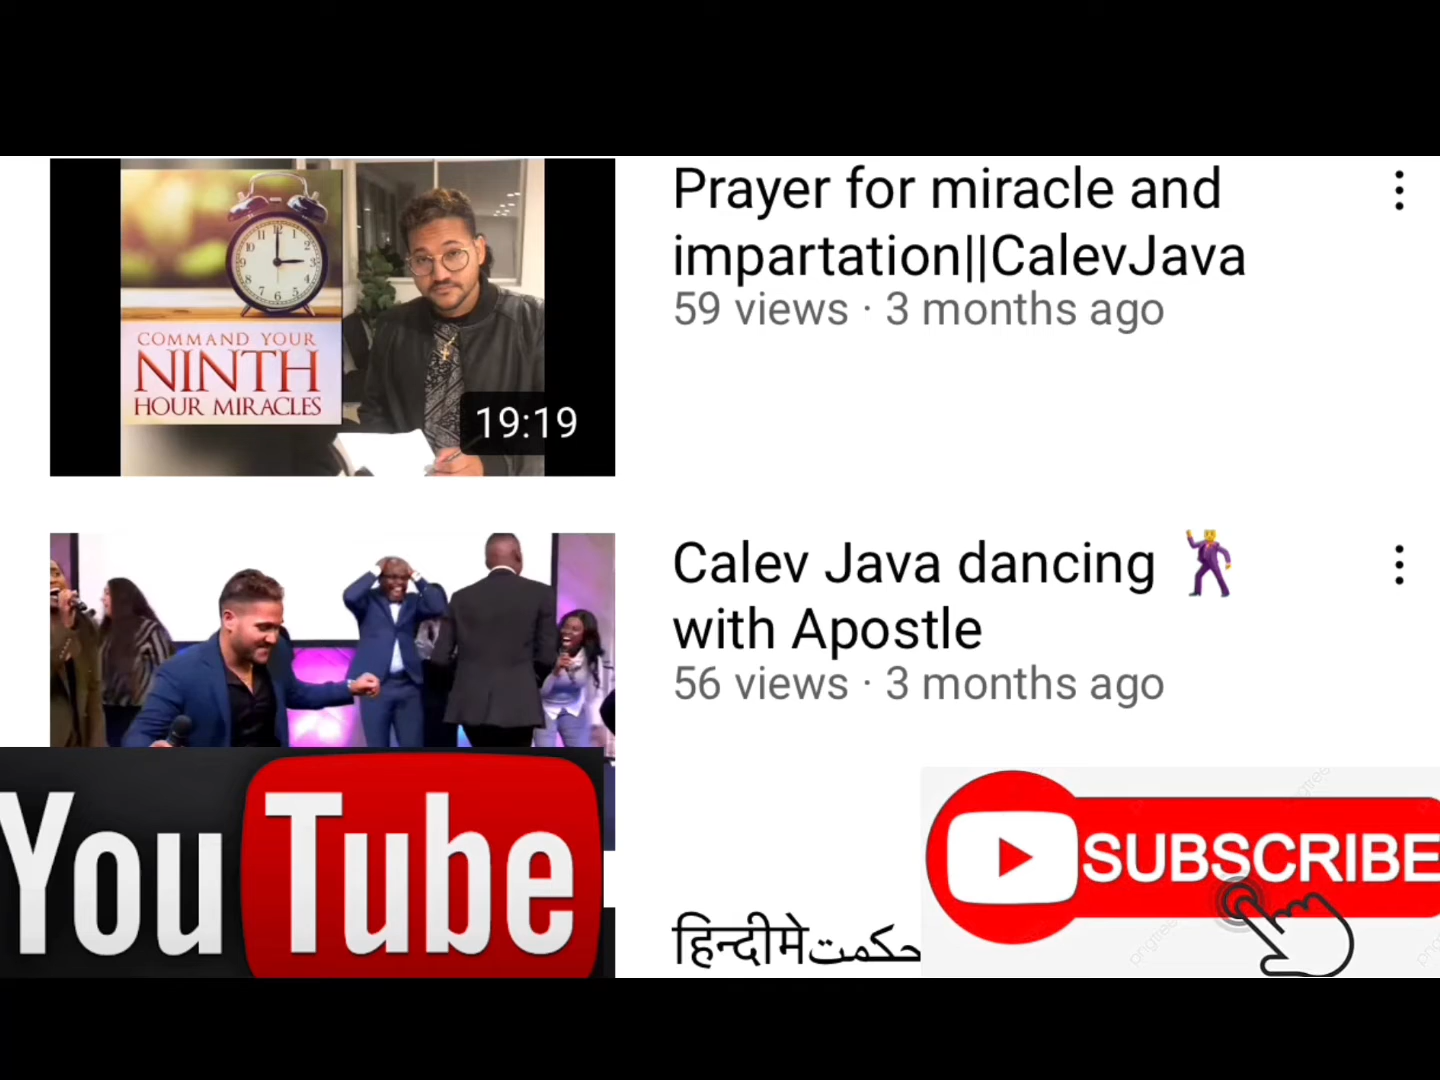 Prayer for miracle and
impartation||CalevJava
59 views · 3 months ago
COMMAND YOUR
NINTH
HOUR MIRACLES
19:19
Calev Java dancing 🕺
with Apostle
56 views · 3 months ago
YouTube
SUBSCRIBE
हिन्दीमे حکمت